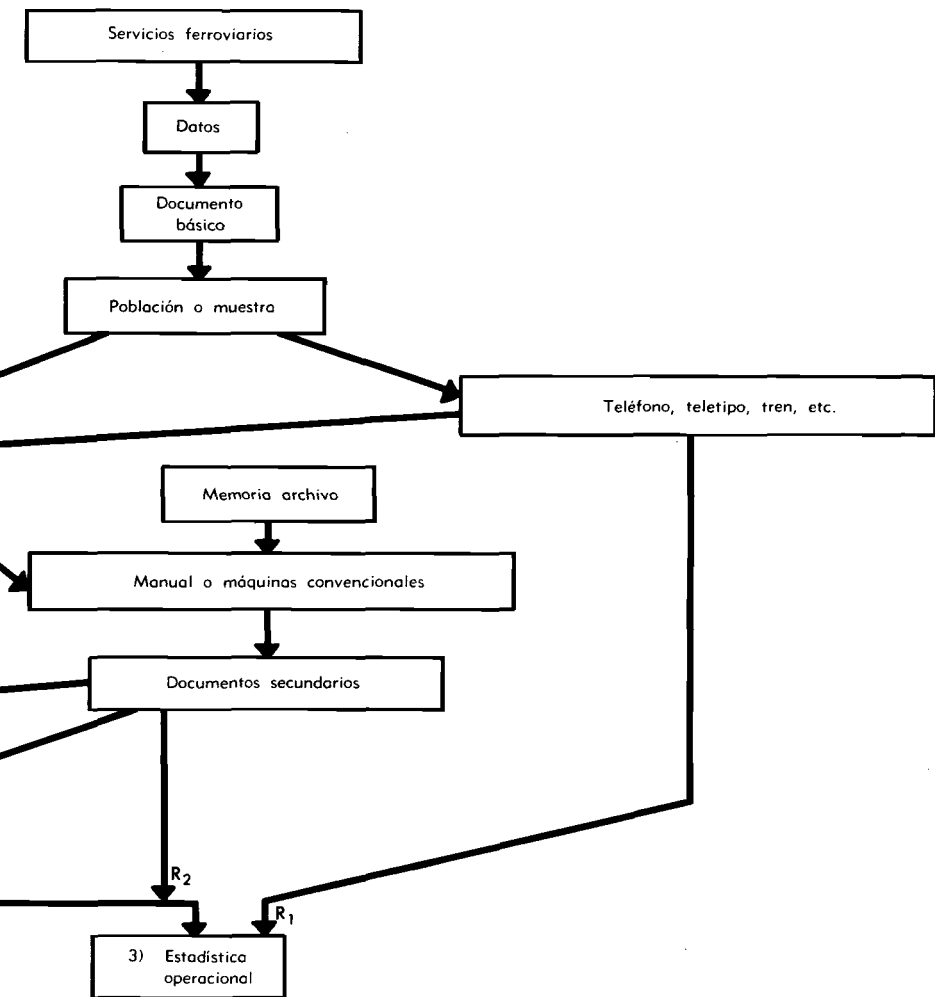 Servicios ferroviarios
Datos
Documento
básico
Población o muestra
Teléfono, teletipo, tren, etc.
Memoria archivo
Manual o máquinas convencionales
Documentos secundarios
R2
R1
3) Estadística
operacional